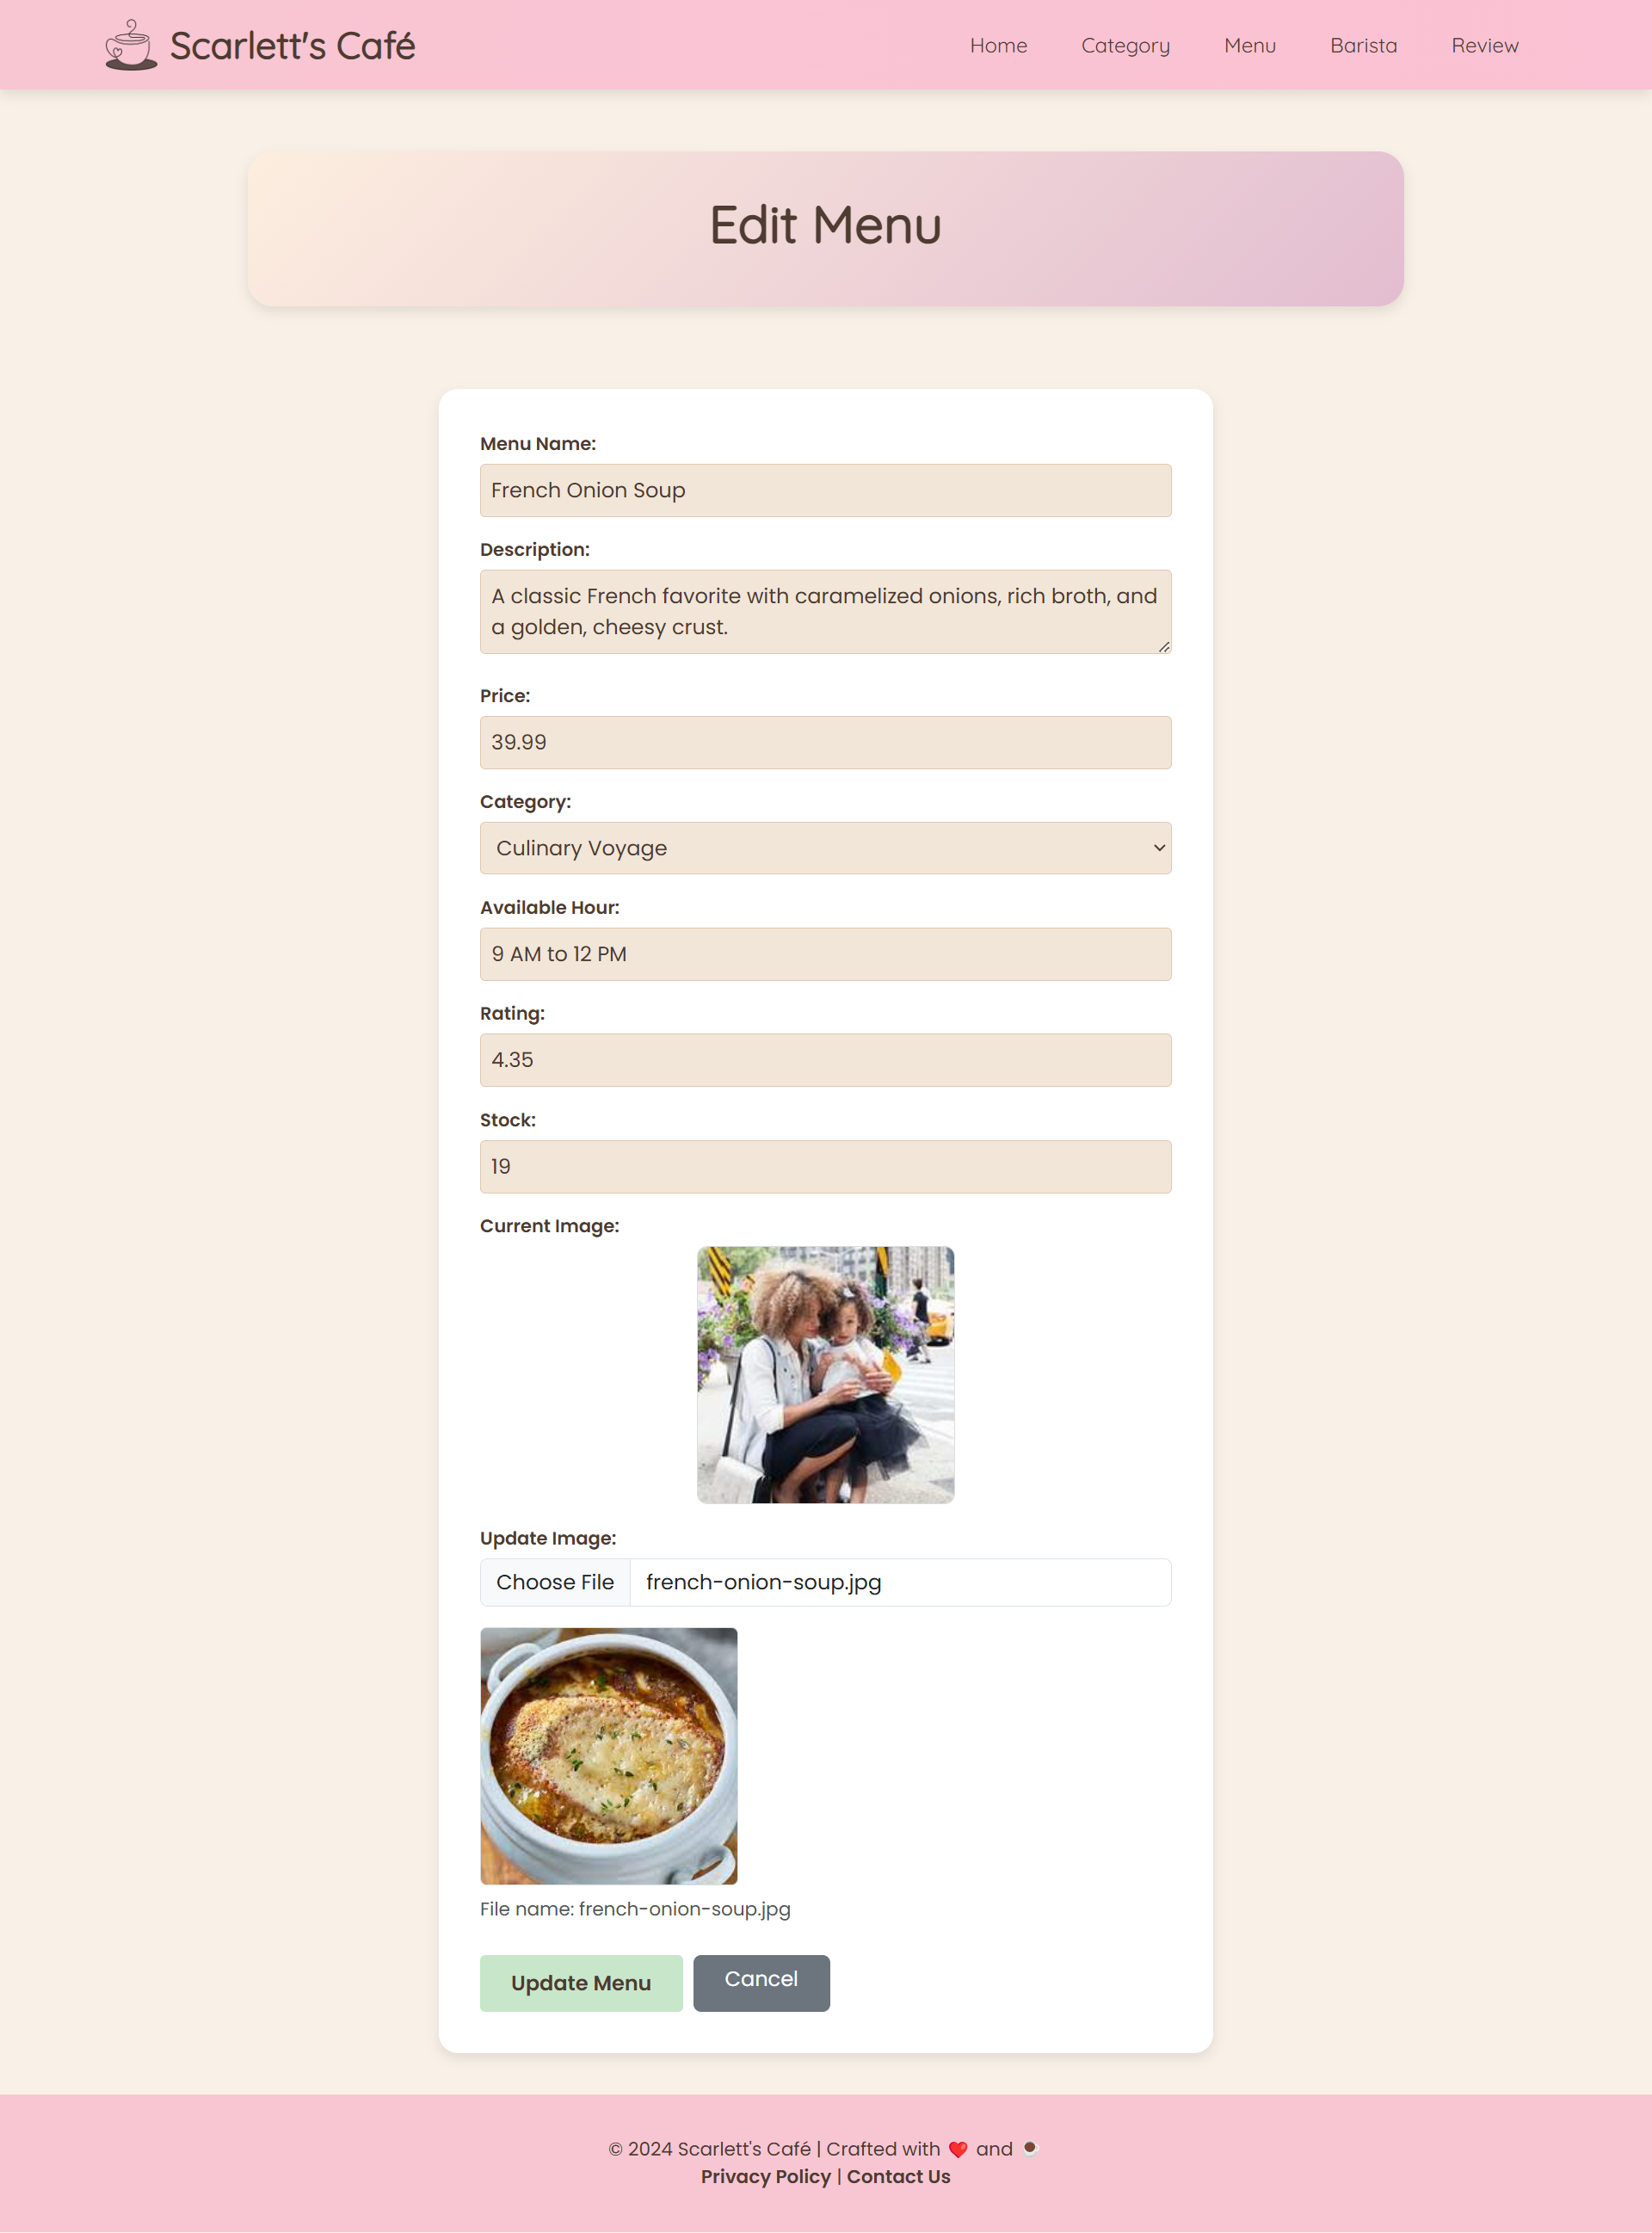 Scarlett's Café
Home Category Menu Barista Review
Edit Menu
Menu Name:
French Onion Soup
Description:
A classic French favorite with caramelized onions, rich broth, and
a golden, cheesy crust.
Price:
39.99
Category:
Culinary Voyage
Available Hour:
9 AM to 12 PM
Rating:
4.35
Stock:
19
Current Image:
Update Image:
Choose File french-onion-soup.jpg
File name: french-onion-soup.jpg
Update Menu Cancel
© 2024 Scarlett's Café | Crafted with ❤️ and ☕
Privacy Policy | Contact Us